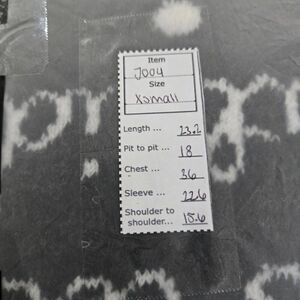 Item
J004
Size
Xsmall
Length ... 23.2
Pit to pit ... 18
Chest ... 36
Sleeve ... 22.6
Shoulder to
shoulder... 15.6